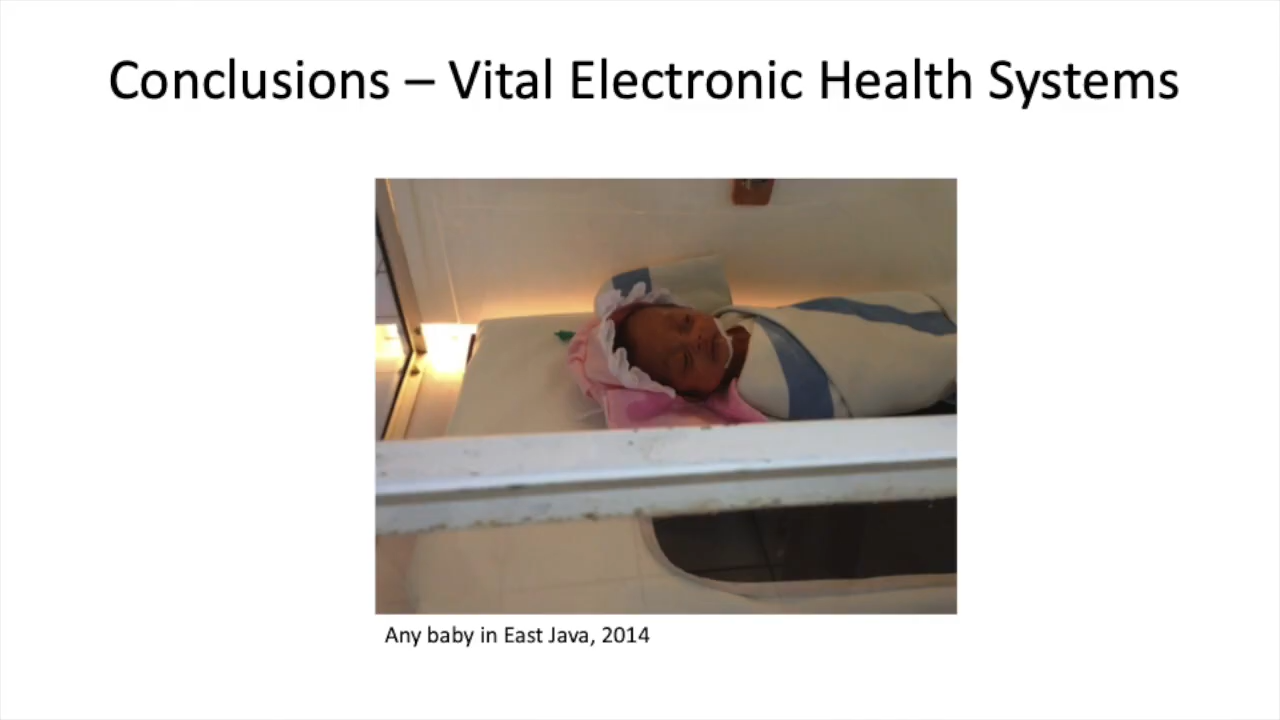 Conclusions – Vital Electronic Health Systems
Any baby in East Java, 2014